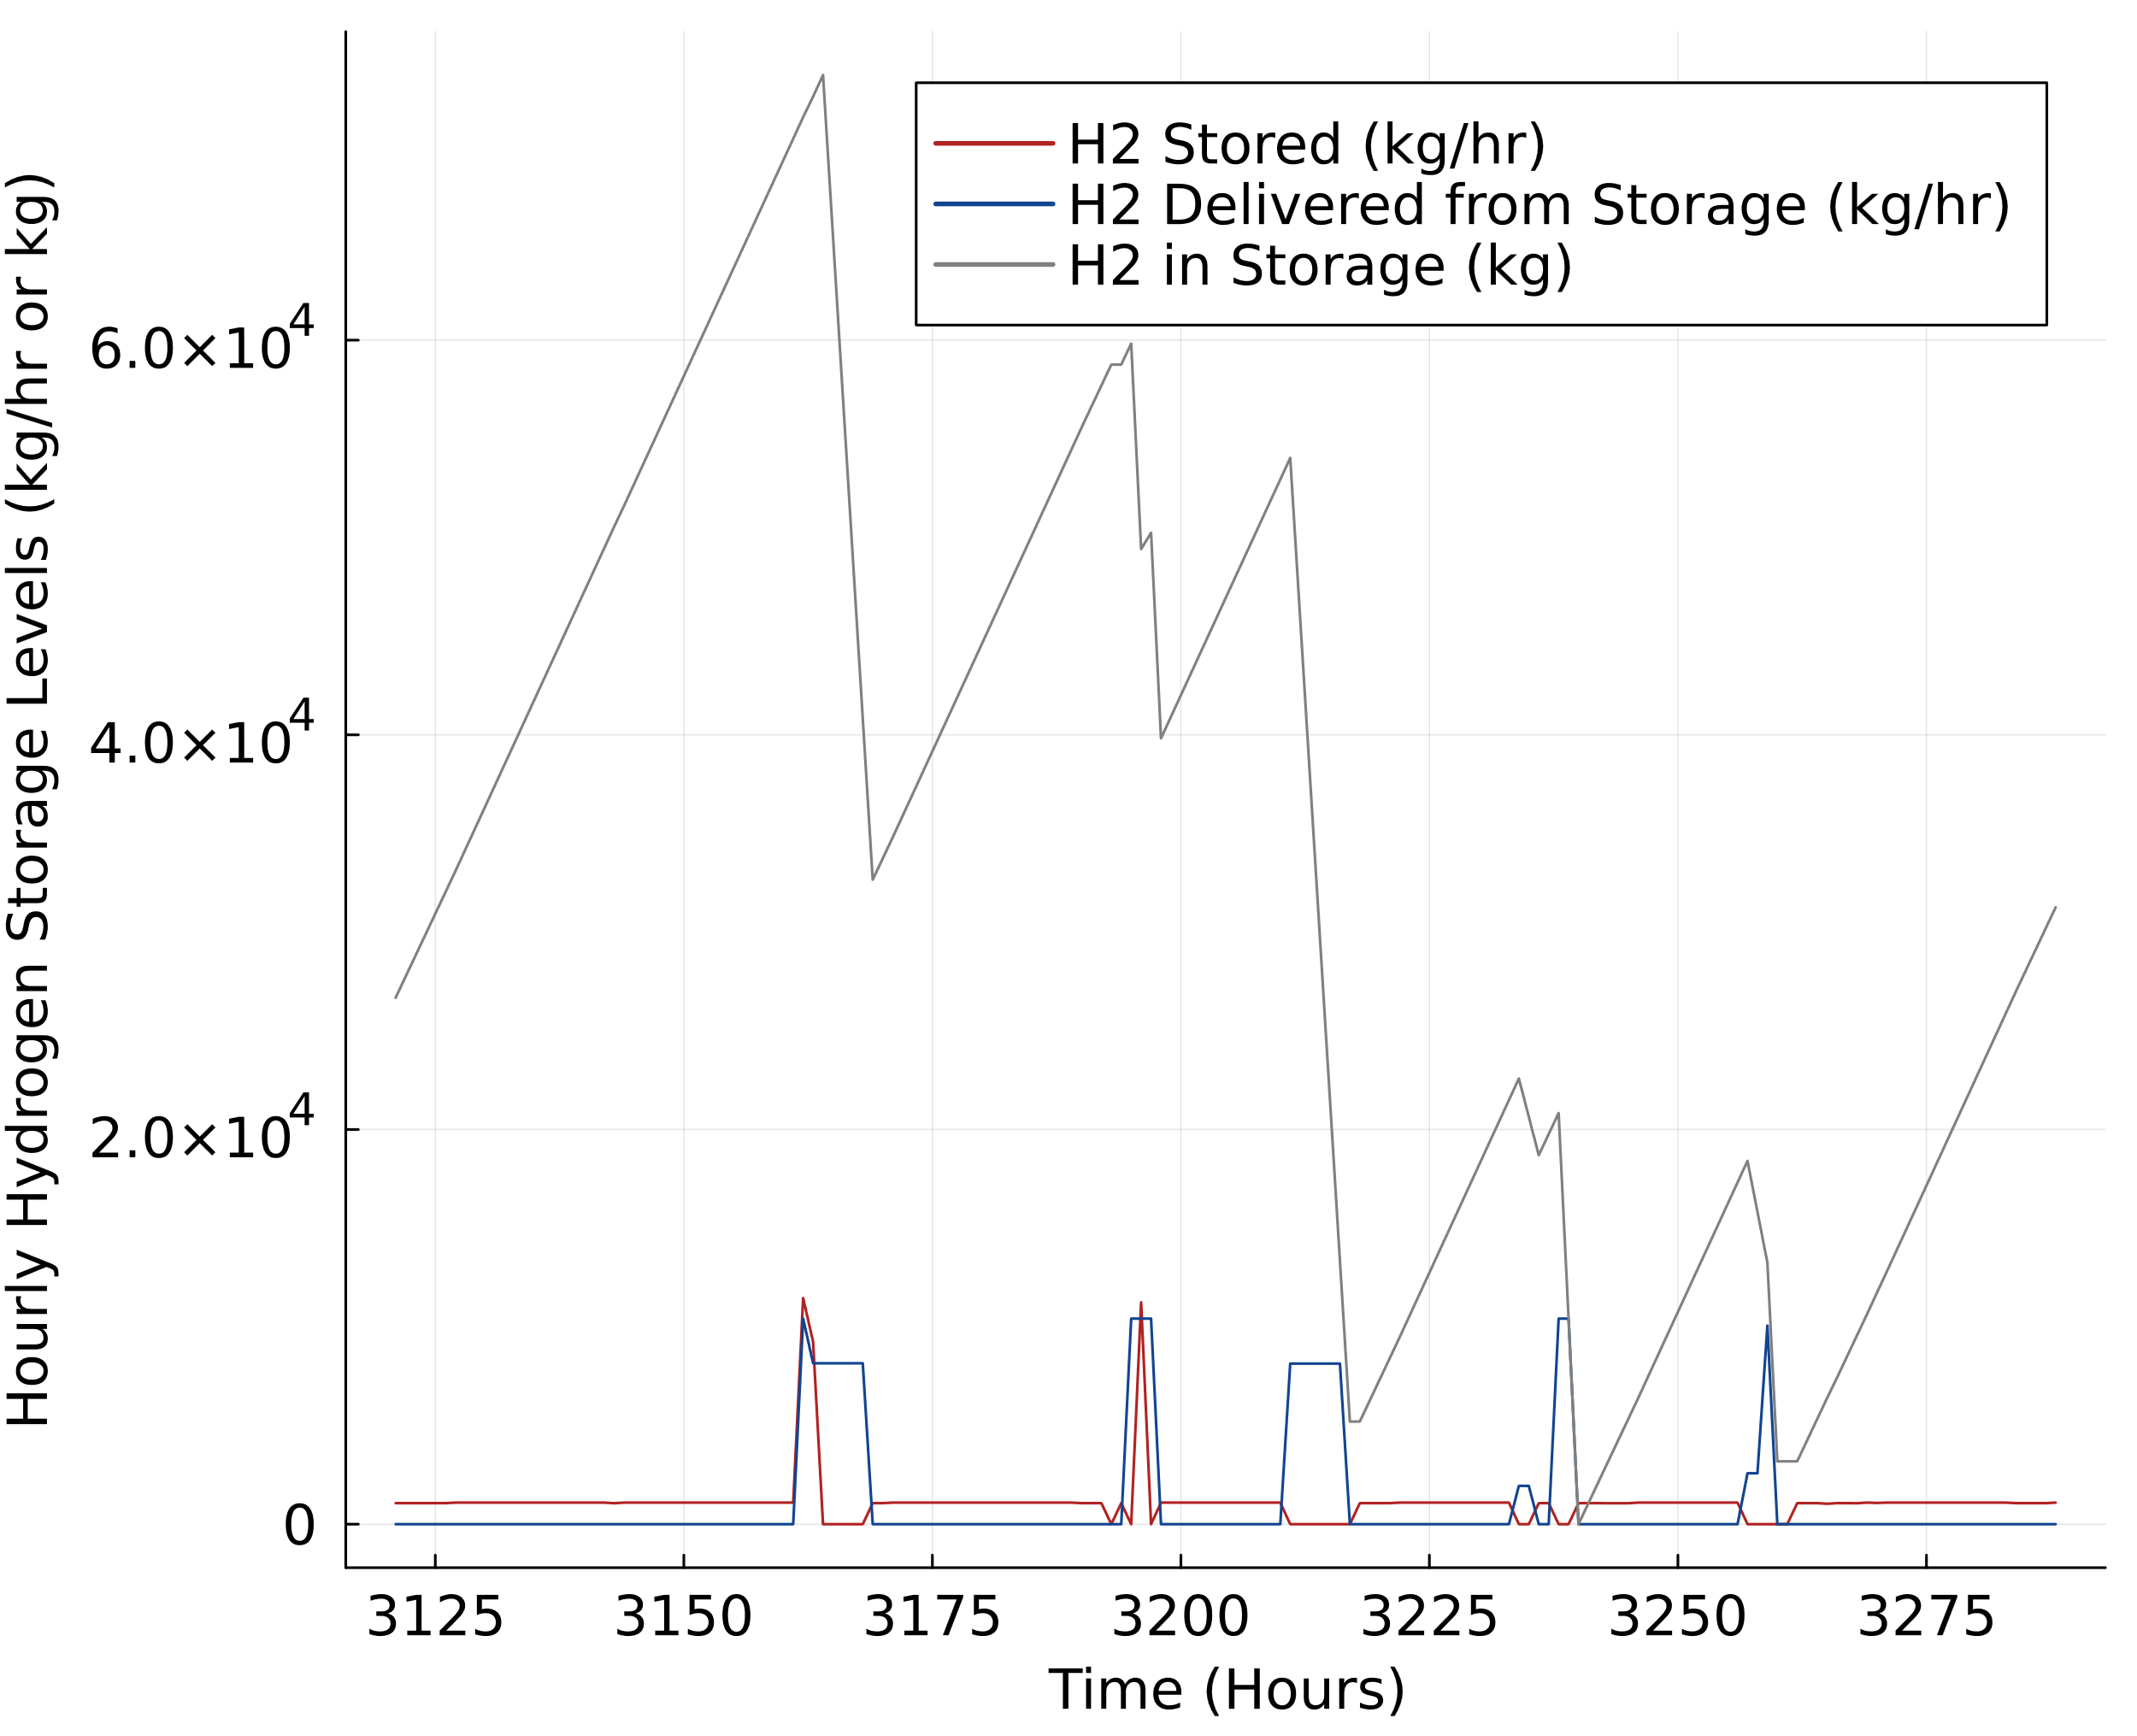 Hourly Hydrogen Storage Levels (kg/hr or kg)
H2 Stored (kg/hr)
H2 Delivered from Storage (kg/hr)
H2 in Storage (kg)
6.0×10⁴
4.0×10⁴
2.0×10⁴
0
3125 3150 3175 3200 3225 3250 3275
Time (Hours)